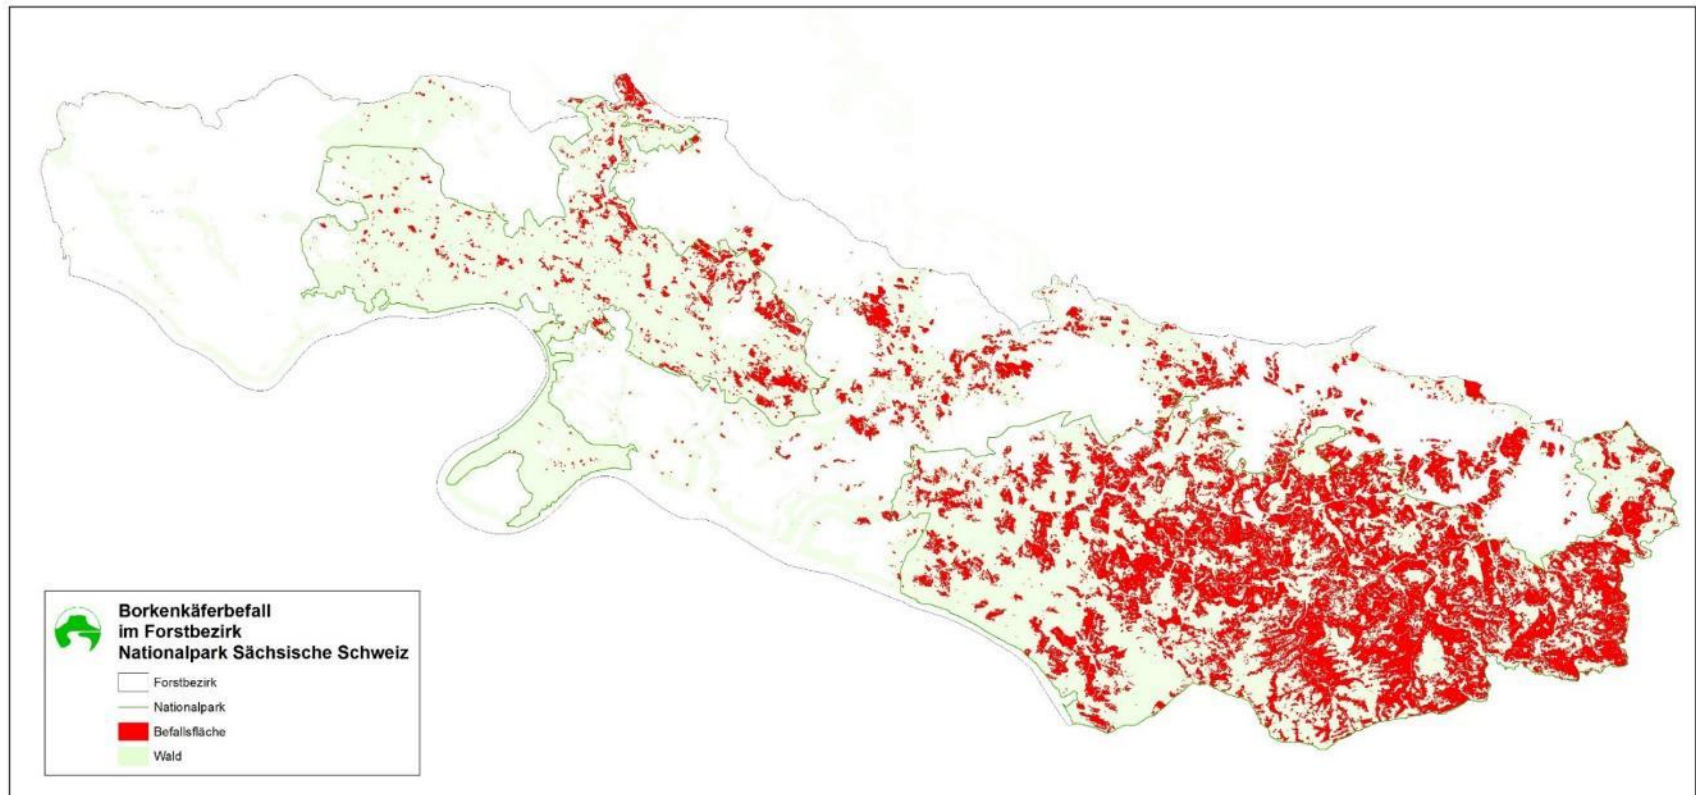 Borkenkäferbefall
im Forstbezirk
Nationalpark Sächsische Schweiz
Forstbezirk
Nationalpark
Befallsfläche
Wald